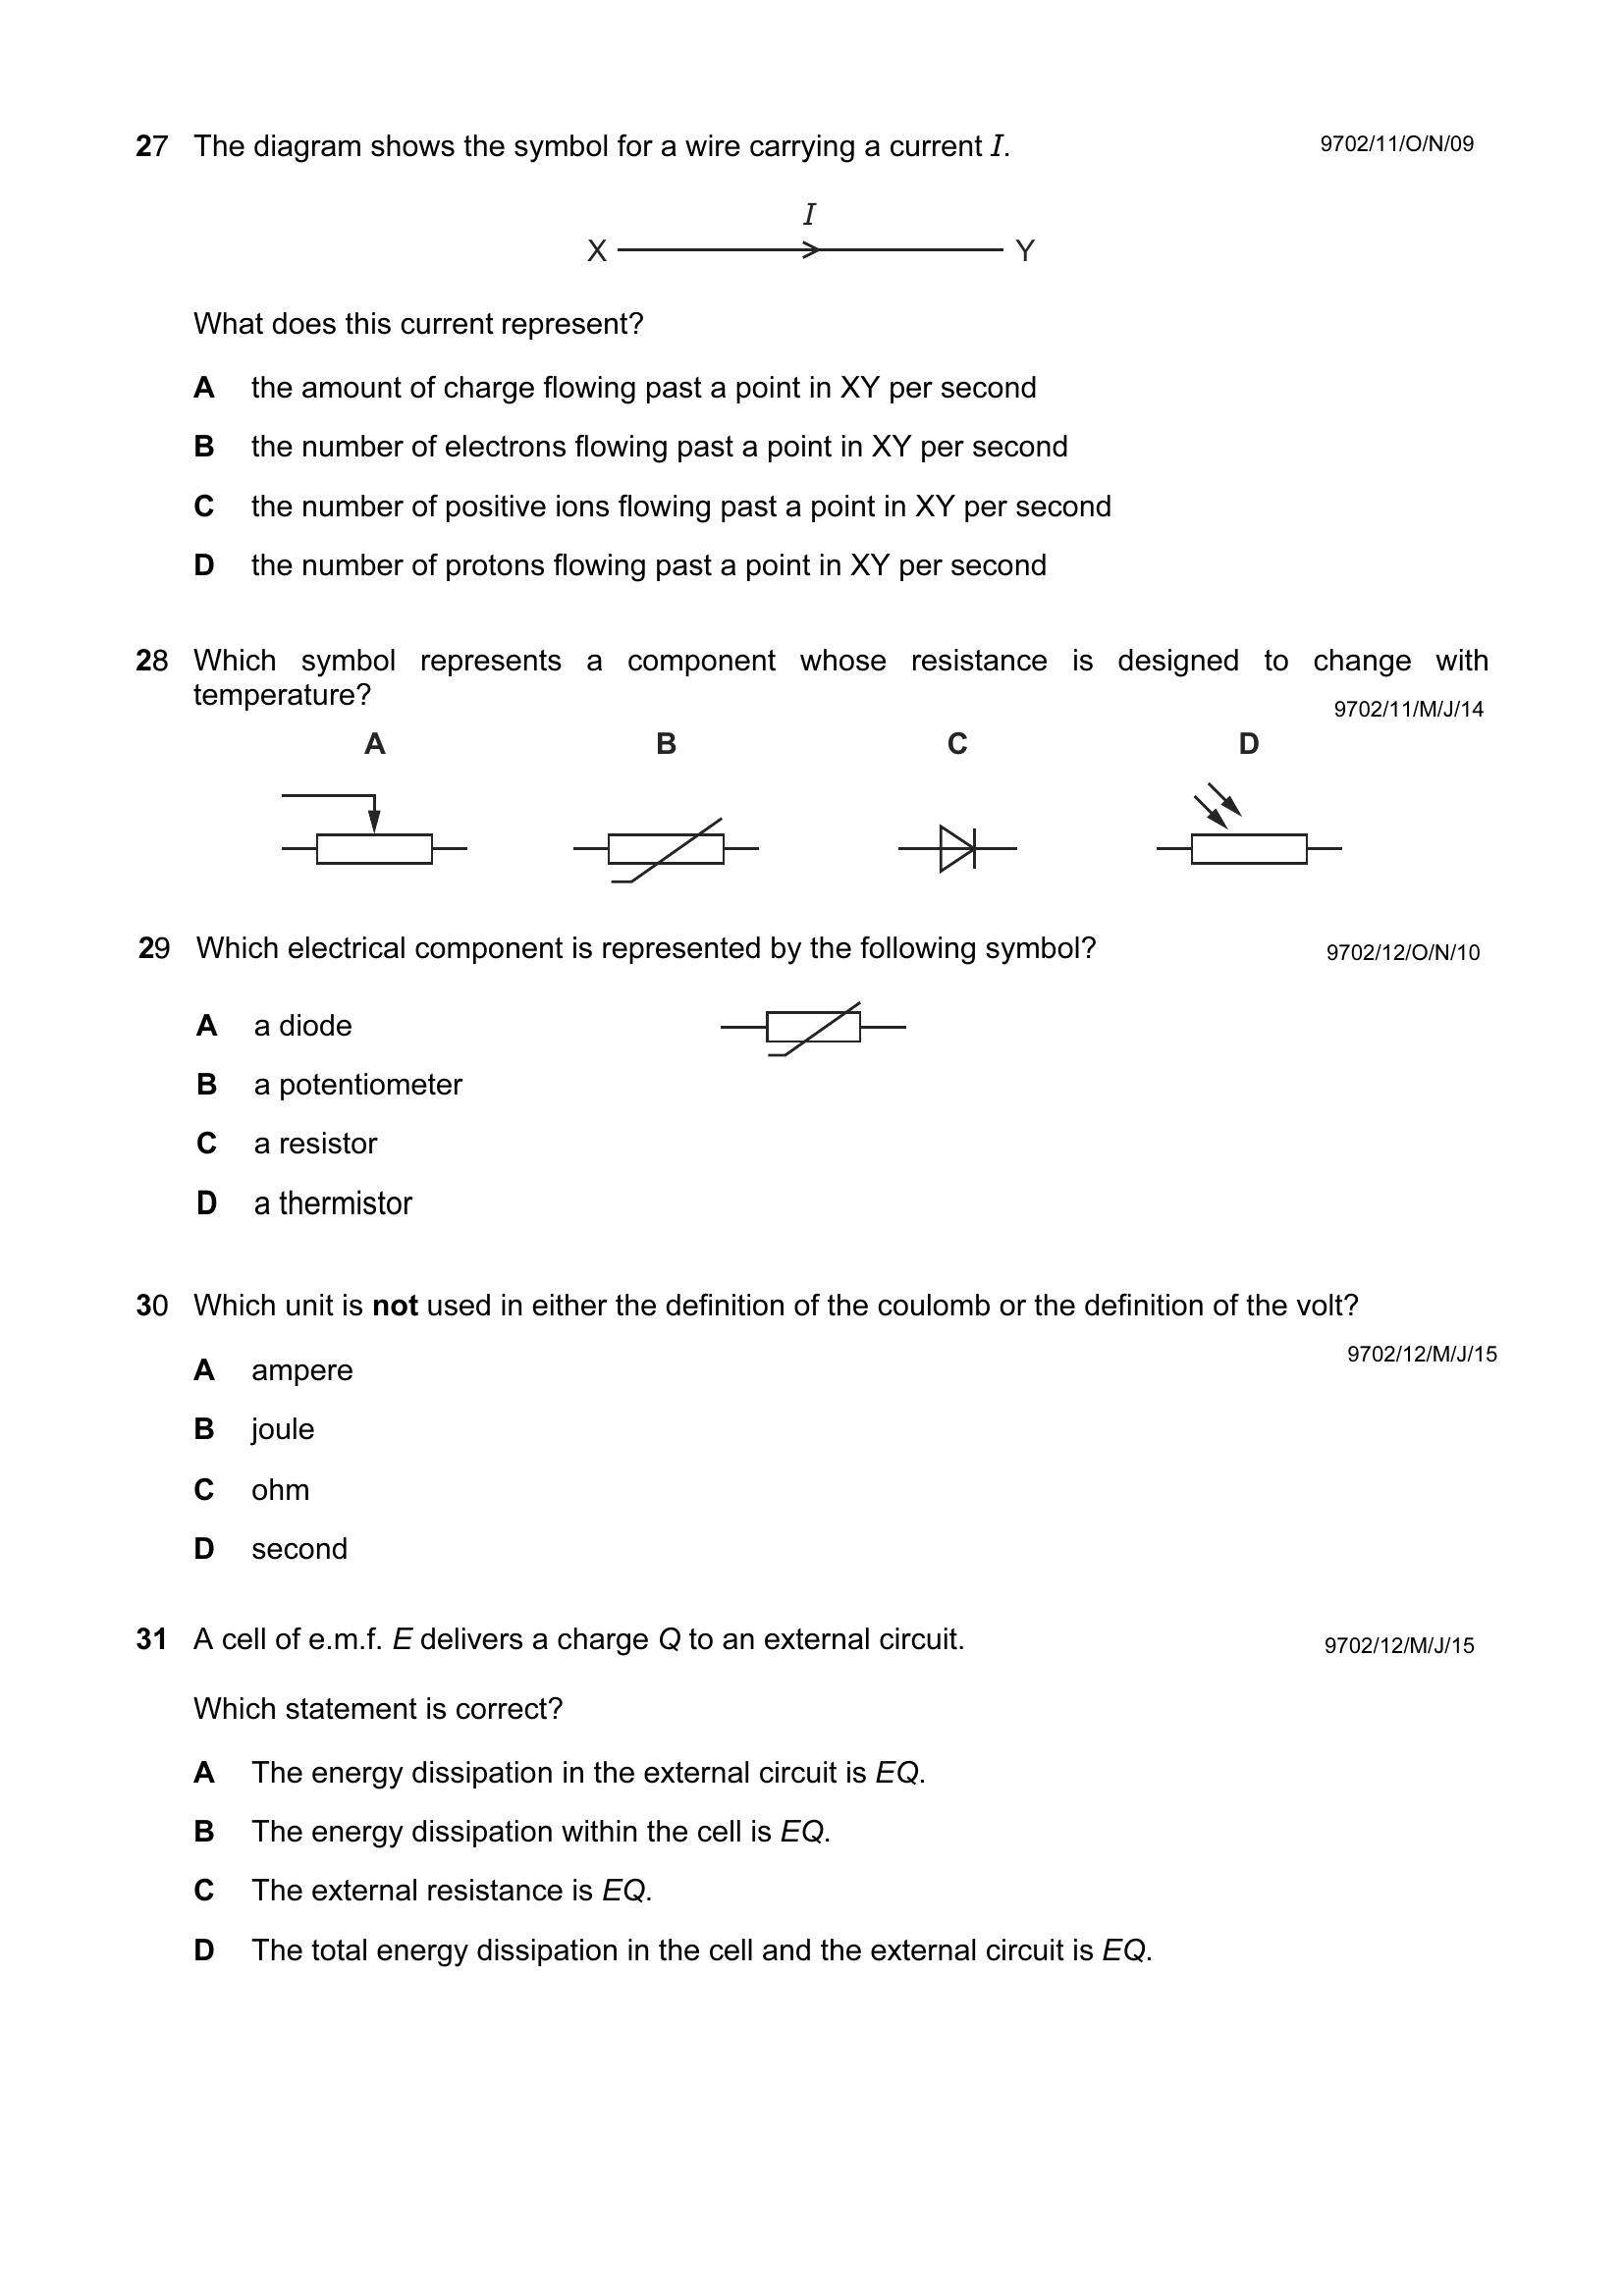 27 The diagram shows the symbol for a wire carrying a current I. 9702/11/O/N/09
I
X Y
What does this current represent?
A the amount of charge flowing past a point in XY per second
B the number of electrons flowing past a point in XY per second
C the number of positive ions flowing past a point in XY per second
D the number of protons flowing past a point in XY per second
28 Which symbol represents a component whose resistance is designed to change with
temperature?
9702/11/M/J/14
A B C D
29 Which electrical component is represented by the following symbol? 9702/12/O/N/10
A a diode
B a potentiometer
C a resistor
D a thermistor
30 Which unit is not used in either the definition of the coulomb or the definition of the volt?
9702/12/M/J/15
A ampere
B joule
C ohm
D second
31 A cell of e.m.f. E delivers a charge Q to an external circuit. 9702/12/M/J/15
Which statement is correct?
A The energy dissipation in the external circuit is EQ.
B The energy dissipation within the cell is EQ.
C The external resistance is EQ.
D The total energy dissipation in the cell and the external circuit is EQ.